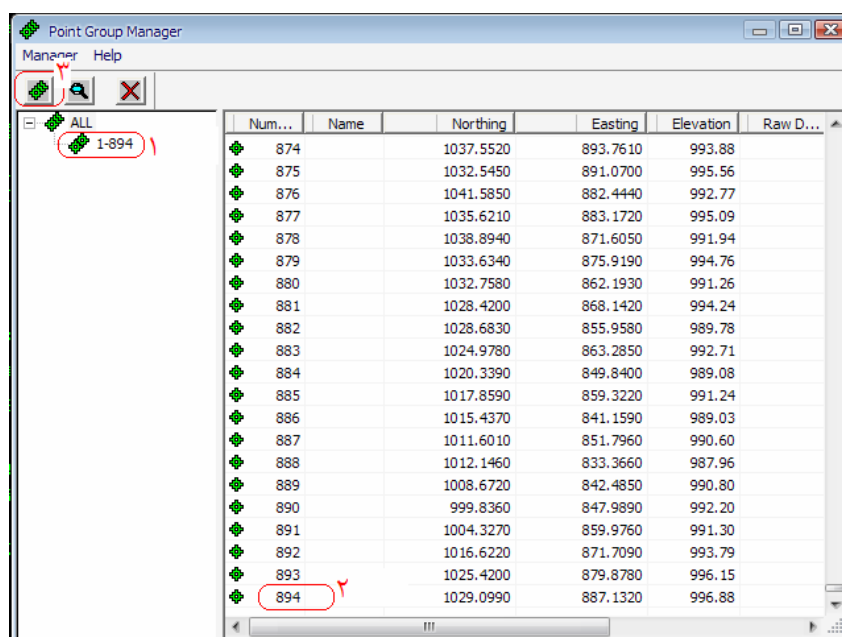 Point Group Manager
Manager Help
٣
ALL
1-894 ١
Num... Name Northing Easting Elevation Raw D...
874 1037.5520 893.7610 993.88
875 1032.5450 891.0700 995.56
876 1041.5850 882.4440 992.77
877 1035.6210 883.1720 995.09
878 1038.8940 871.6050 991.94
879 1033.6340 875.9190 994.76
880 1032.7580 862.1930 991.26
881 1028.4200 868.1420 994.24
882 1028.6830 855.9580 989.78
883 1024.9780 863.2850 992.71
884 1020.3390 849.8400 989.08
885 1017.8590 859.3220 991.24
886 1015.4370 841.1590 989.03
887 1011.6010 851.7960 990.60
888 1012.1460 833.3660 987.96
889 1008.6720 842.4850 990.80
890 999.8360 847.9890 992.20
891 1004.3270 859.9760 991.30
892 1016.6220 871.7090 993.79
893 1025.4200 879.8780 996.15
894 ٢ 1029.0990 887.1320 996.88